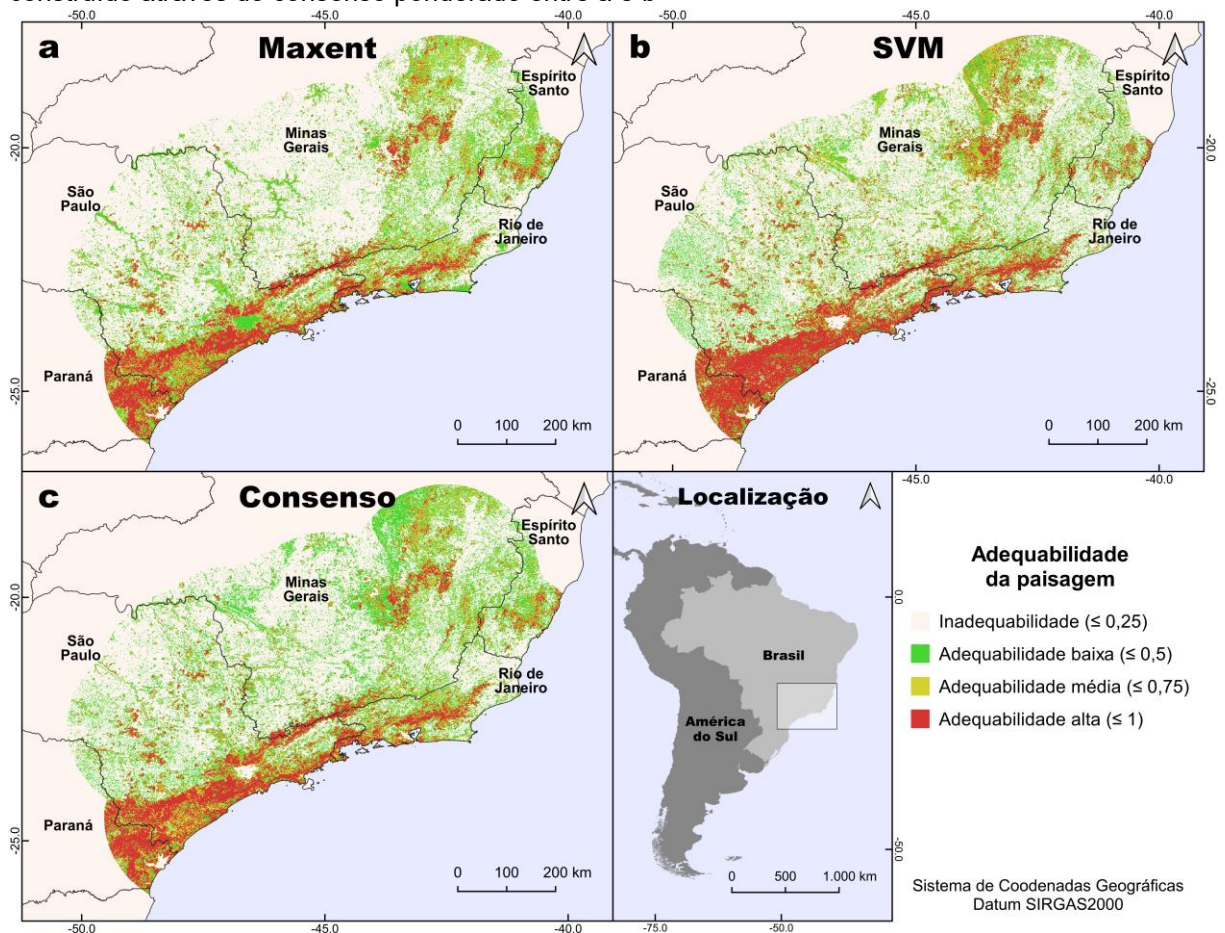 construído através do consenso ponderado entre a e b
-50.0 -45.0 -40.0
a Maxent
Espírito
Santo
Minas
Gerais
São
Paulo
Rio de
Janeiro
Paraná
-20.0
-25.0
0 100 200 km
-50.0 -45.0 -40.0
b SVM
Espírito
Santo
Minas
Gerais
São
Paulo
Rio de
Janeiro
Paraná
-20.0
-25.0
0 100 200 km
-50.0 -45.0 -40.0
c Consenso
Espírito
Santo
Minas
Gerais
São
Paulo
Rio de
Janeiro
Paraná
-20.0
-25.0
0 100 200 km
-50.0 -45.0 -40.0
Localização
Brasil
América
do Sul
0.0
-50.0
0 500 1.000 km
-75.0 -50.0
Adequabilidade
da paisagem
Inadequabilidade (≤ 0,25)
Adequabilidade baixa (≤ 0,5)
Adequabilidade média (≤ 0,75)
Adequabilidade alta (≤ 1)
Sistema de Coodenadas Geográficas
Datum SIRGAS2000